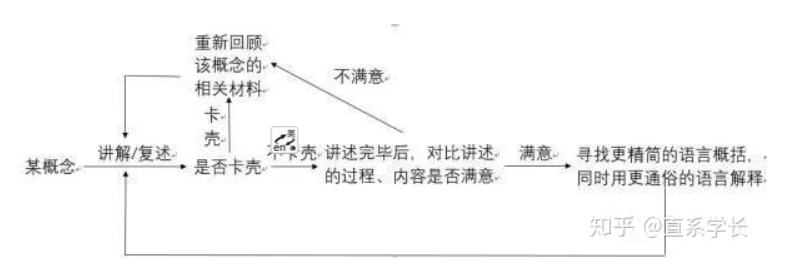 重新回顾
该概念的
相关材料
不满意
卡
壳
某概念
讲解/复述
是否卡壳
卡壳
英
en
讲述完毕后，对比讲述
的过程、内容是否满意
满意
寻找更精简的语言概括，
同时用更通俗的语言解释
知乎 @直系学长